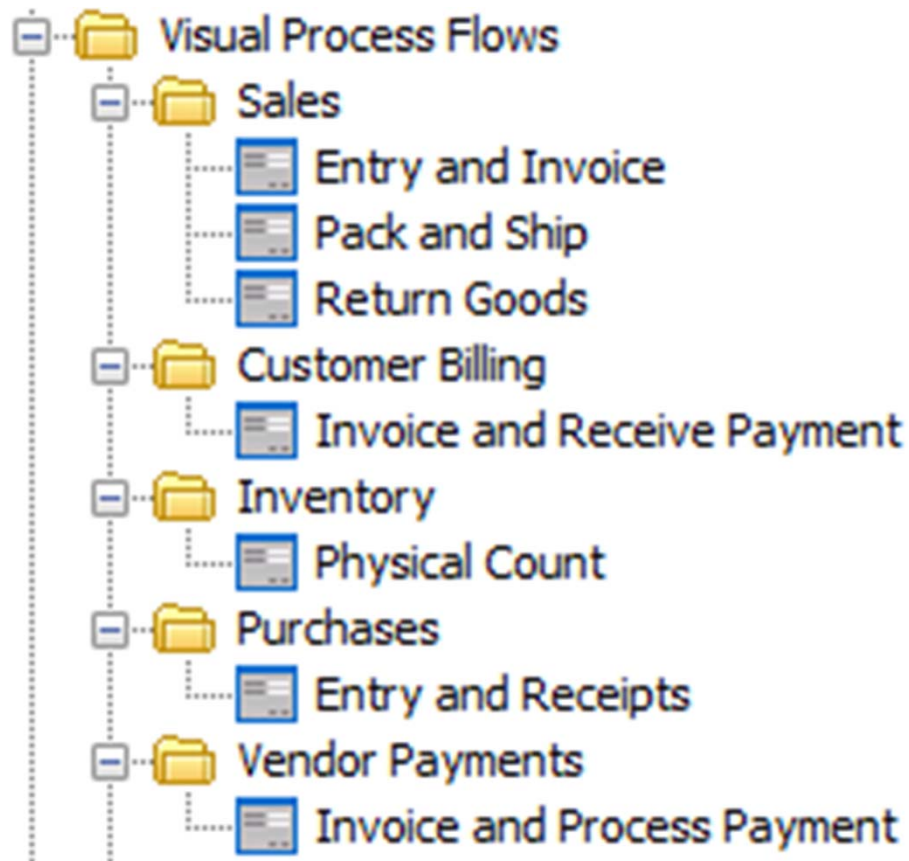 Visual Process Flows
Sales
Entry and Invoice
Pack and Ship
Return Goods
Customer Billing
Invoice and Receive Payment
Inventory
Physical Count
Purchases
Entry and Receipts
Vendor Payments
Invoice and Process Payment